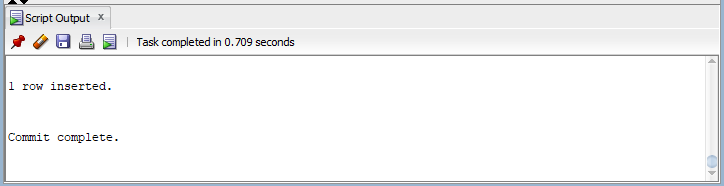 Script Output x
Task completed in 0.709 seconds
1 row inserted.
Commit complete.